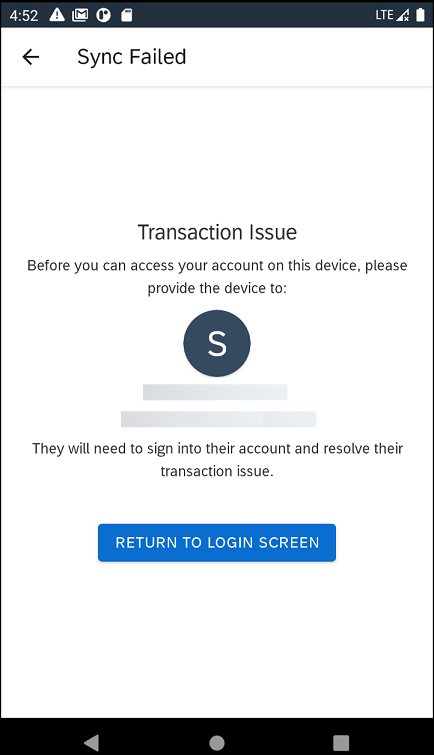 4:52
LTE
Sync Failed
Transaction Issue
Before you can access your account on this device, please
provide the device to:
S
They will need to sign into their account and resolve their
transaction issue.
RETURN TO LOGIN SCREEN